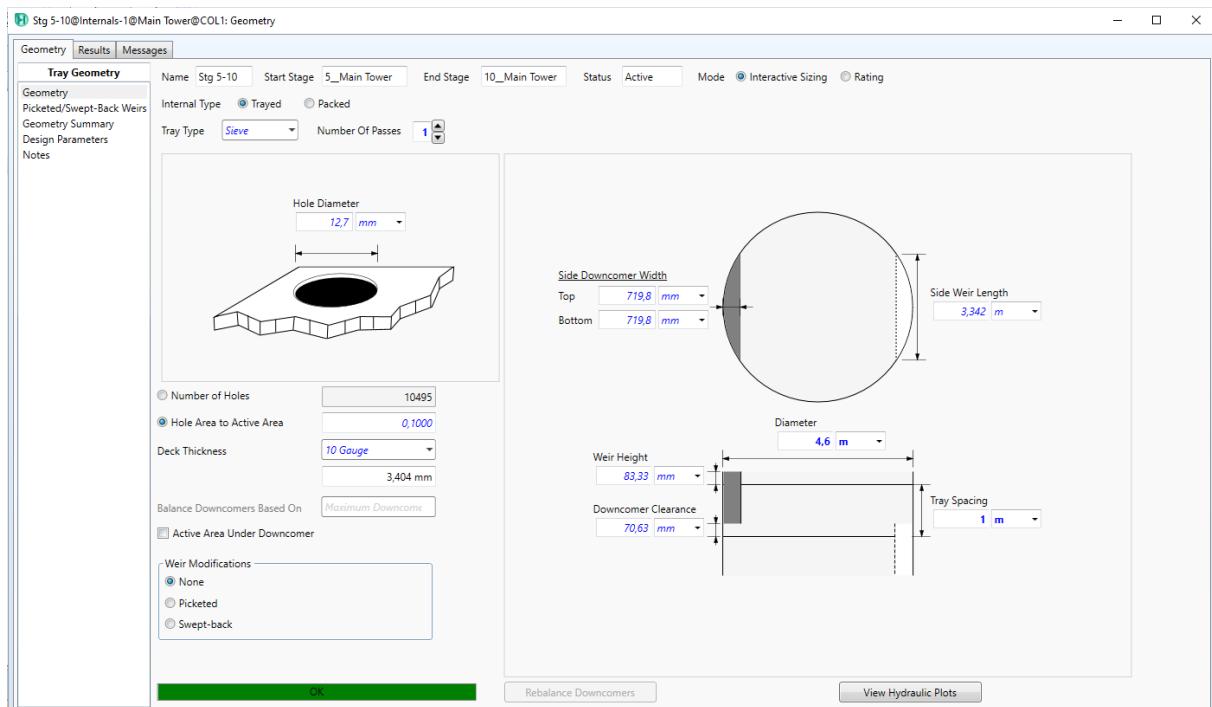 Stg 5-10@Internals-1@Main Tower@COL1: Geometry
Geometry Results Messages
Tray Geometry
Geometry
Picketed/Swept-Back Weirs
Geometry Summary
Design Parameters
Notes
Name Stg 5-10 Start Stage 5__Main Tower End Stage 10__Main Tower Status Active Mode Interactive Sizing Rating
Internal Type Trayed Packed
Tray Type Sieve Number Of Passes 1
Hole Diameter
12,7 mm
Number of Holes 10495
Hole Area to Active Area 0,1000
Deck Thickness 10 Gauge
3,404 mm
Balance Downcomers Based On Maximum Downcome
Active Area Under Downcomer
Weir Modifications
None
Picketed
Swept-back
Side Downcomer Width
Top 719,8 mm
Bottom 719,8 mm
Side Weir Length
3,342 m
Diameter
4,6 m
Weir Height
83,33 mm
Downcomer Clearance
70,63 mm
Tray Spacing
1 m
OK
Rebalance Downcomers
View Hydraulic Plots